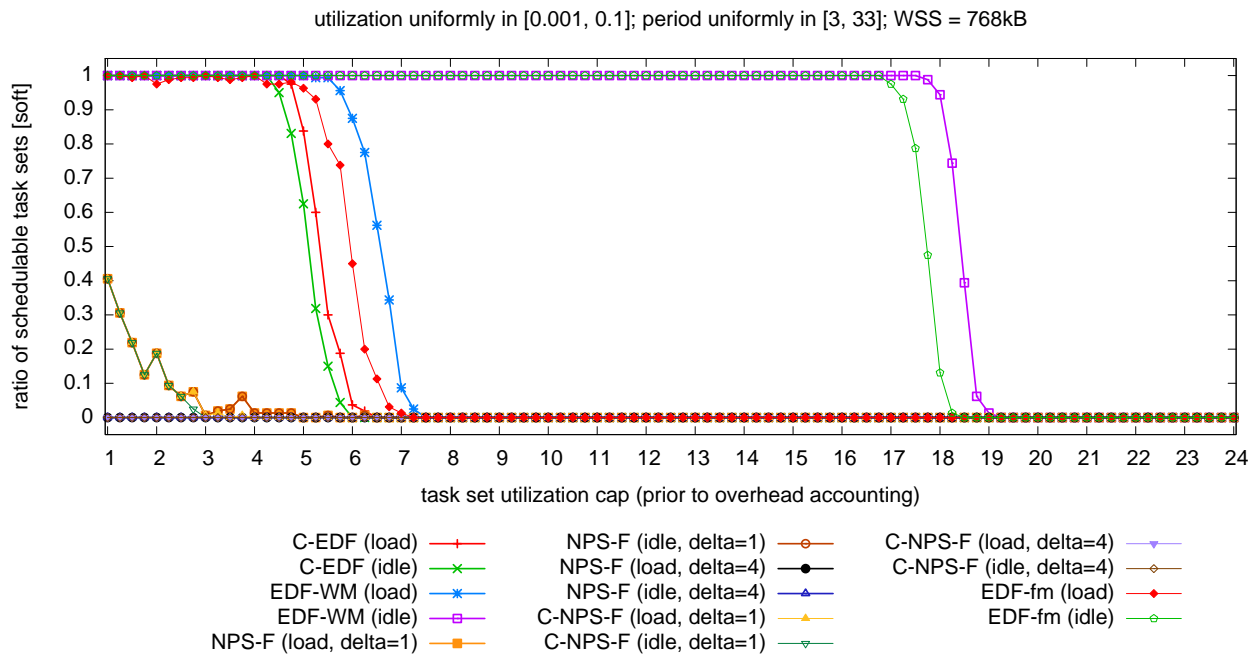 utilization uniformly in [0.001, 0.1]; period uniformly in [3, 33]; WSS = 768kB
ratio of schedulable task sets [soft]
1
0.9
0.8
0.7
0.6
0.5
0.4
0.3
0.2
0.1
0
1 2 3 4 5 6 7 8 9 10 11 12 13 14 15 16 17 18 19 20 21 22 23 24
task set utilization cap (prior to overhead accounting)
C-EDF (load)
C-EDF (idle)
EDF-WM (load)
EDF-WM (idle)
NPS-F (load, delta=1)
NPS-F (idle, delta=1)
NPS-F (load, delta=4)
NPS-F (idle, delta=4)
C-NPS-F (load, delta=1)
C-NPS-F (idle, delta=1)
C-NPS-F (load, delta=4)
C-NPS-F (idle, delta=4)
EDF-fm (load)
EDF-fm (idle)